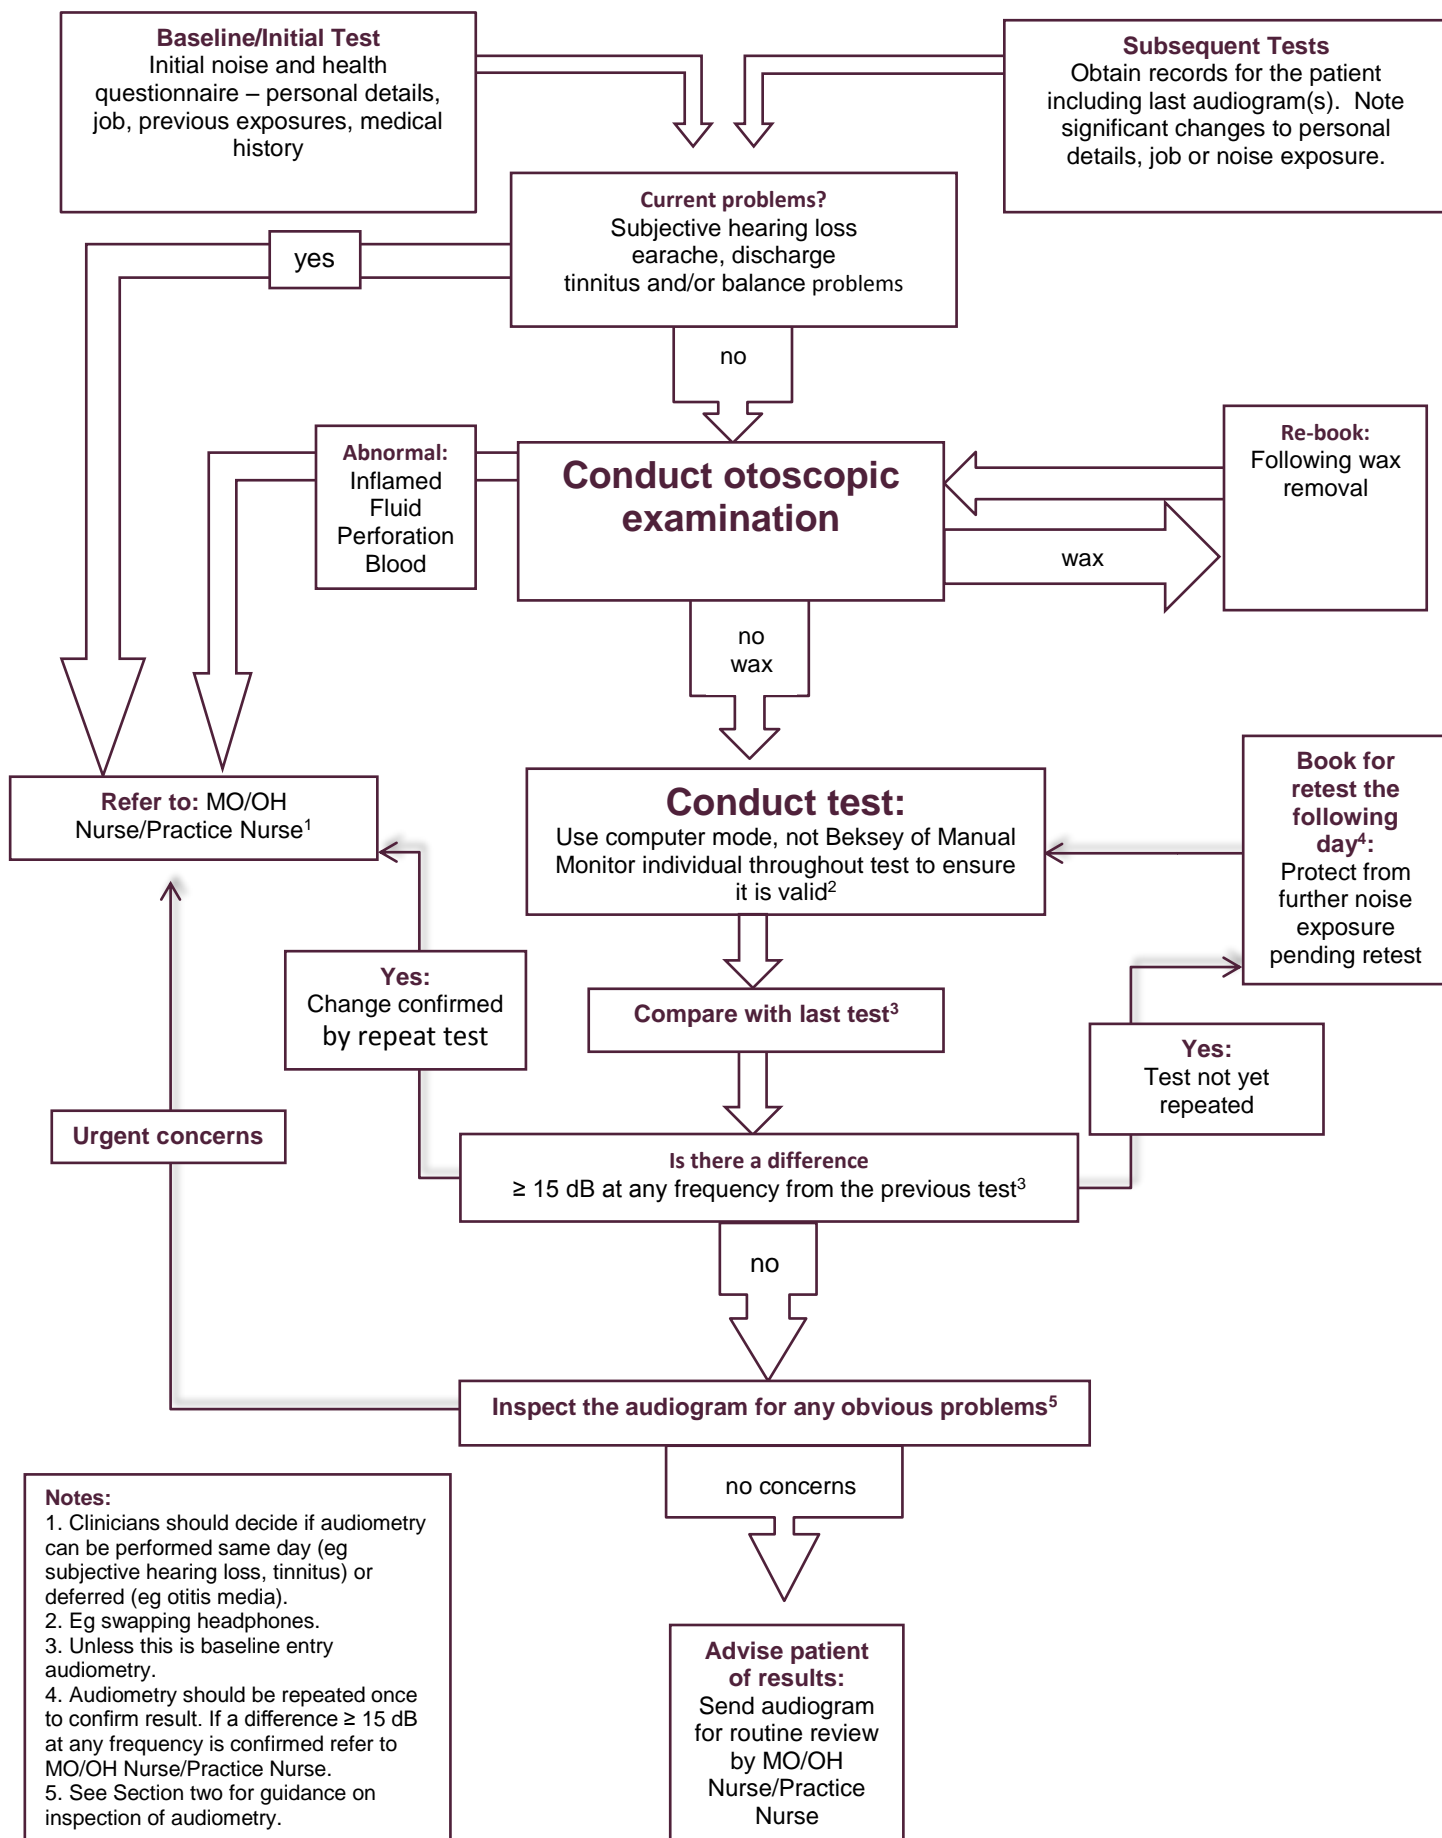 Baseline/Initial Test
Initial noise and health
questionnaire – personal details,
job, previous exposures, medical
history
Subsequent Tests
Obtain records for the patient
including last audiogram(s).  Note
significant changes to personal
details, job or noise exposure.
Current problems?
Subjective hearing loss
earache, discharge
tinnitus and/or balance problems
yes
no
Abnormal:
Inflamed
Fluid
Perforation
Blood
Conduct otoscopic
examination
Re-book:
Following wax
removal
wax
no
wax
Refer to: MO/OH
Nurse/Practice Nurse1
Conduct test:
Use computer mode, not Beksey of Manual
Monitor individual throughout test to ensure
it is valid2
Book for
retest the
following
day4:
Protect from
further noise
exposure
pending retest
Yes:
Change confirmed
by repeat test
Compare with last test3
Yes:
Test not yet
repeated
Urgent concerns
Is there a difference
≥ 15 dB at any frequency from the previous test3
no
Inspect the audiogram for any obvious problems5
no concerns
Notes:
1. Clinicians should decide if audiometry
can be performed same day (eg
subjective hearing loss, tinnitus) or
deferred (eg otitis media).
2. Eg swapping headphones.
3. Unless this is baseline entry
audiometry.
4. Audiometry should be repeated once
to confirm result. If a difference ≥ 15 dB
at any frequency is confirmed refer to
MO/OH Nurse/Practice Nurse.
5. See Section two for guidance on
inspection of audiometry.
Advise patient
of results:
Send audiogram
for routine review
by MO/OH
Nurse/Practice
Nurse